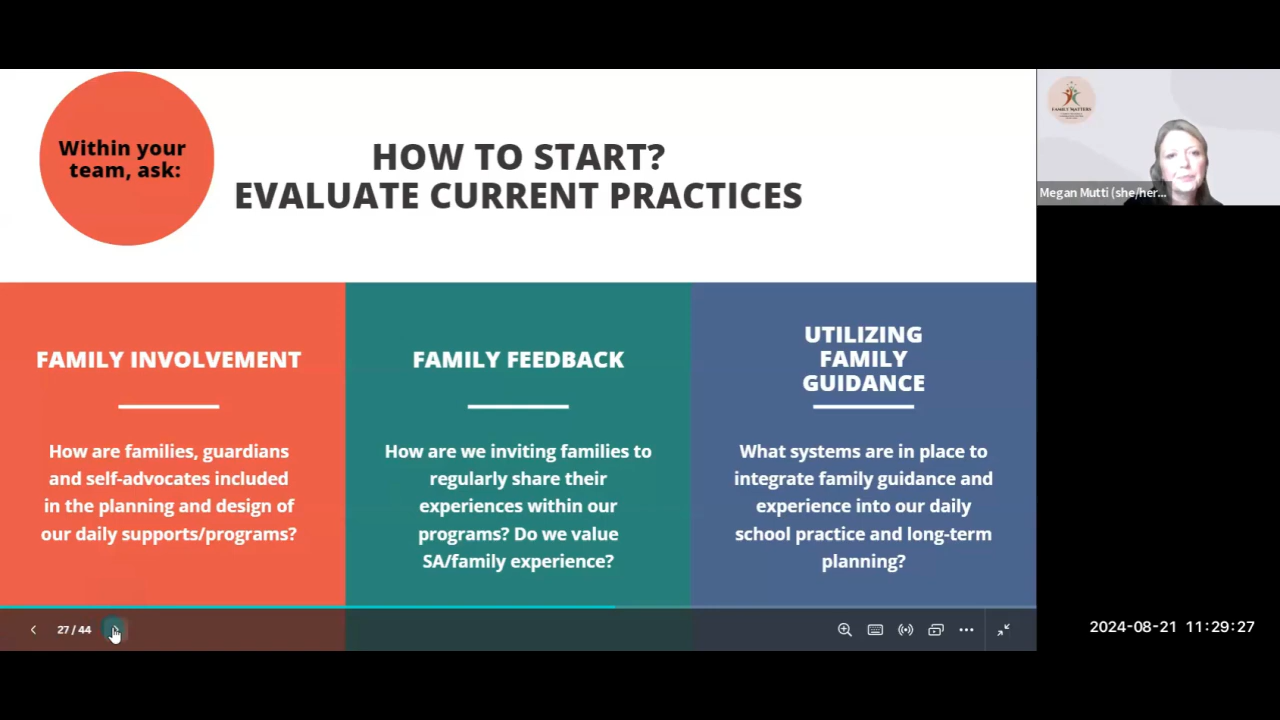 Within your
team, ask:
HOW TO START?
EVALUATE CURRENT PRACTICES
FAMILY MATTERS
Megan Mutti (she/her...
FAMILY INVOLVEMENT
How are families, guardians
and self-advocates included
in the planning and design of
our daily supports/programs?
FAMILY FEEDBACK
How are we inviting families to
regularly share their
experiences within our
programs? Do we value
SA/family experience?
UTILIZING
FAMILY
GUIDANCE
What systems are in place to
integrate family guidance and
experience into our daily
school practice and long-term
planning?
27 / 44
2024-08-21 11:29:27